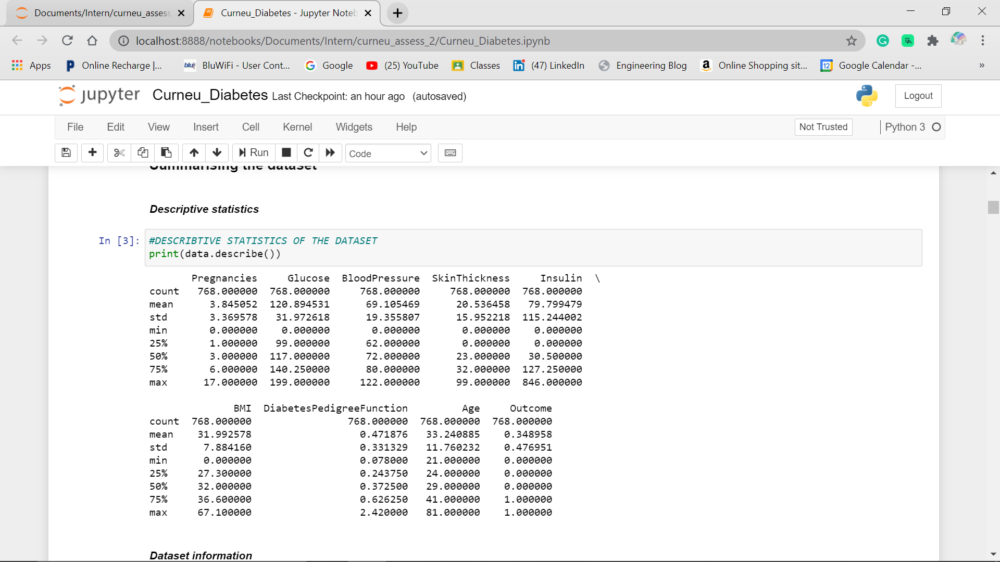 Documents/Intern/curneu_assess
Curneu_Diabetes - Jupyter Noteb
localhost:8888/notebooks/Documents/Intern/curneu_assess_2/Curneu_Diabetes.ipynb
Apps Online Recharge |... BluWiFi - User Cont... Google (25) YouTube Classes (47) LinkedIn Engineering Blog Online Shopping sit... Google Calendar -... »
jupyter Curneu_Diabetes Last Checkpoint: an hour ago (autosaved) Logout
File Edit View Insert Cell Kernel Widgets Help Not Trusted Python 3
Run Code
Summarising the dataset
Descriptive statistics
In [3]: #DESCRIBTIVE STATISTICS OF THE DATASET
print(data.describe())
Pregnancies Glucose BloodPressure SkinThickness Insulin \
count 768.000000 768.000000 768.000000 768.000000 768.000000
mean 3.845052 120.894531 69.105469 20.536458 79.799479
std 3.369578 31.972618 19.355807 15.952218 115.244002
min 0.000000 0.000000 0.000000 0.000000 0.000000
25% 1.000000 99.000000 62.000000 0.000000 0.000000
50% 3.000000 117.000000 72.000000 23.000000 30.500000
75% 6.000000 140.250000 80.000000 32.000000 127.250000
max 17.000000 199.000000 122.000000 99.000000 846.000000
BMI DiabetesPedigreeFunction Age Outcome
count 768.000000 768.000000 768.000000 768.000000
mean 31.992578 0.471876 33.240885 0.348958
std 7.884160 0.331329 11.760232 0.476951
min 0.000000 0.078000 21.000000 0.000000
25% 27.300000 0.243750 24.000000 0.000000
50% 32.000000 0.372500 29.000000 0.000000
75% 36.600000 0.626250 41.000000 1.000000
max 67.100000 2.420000 81.000000 1.000000
Dataset information